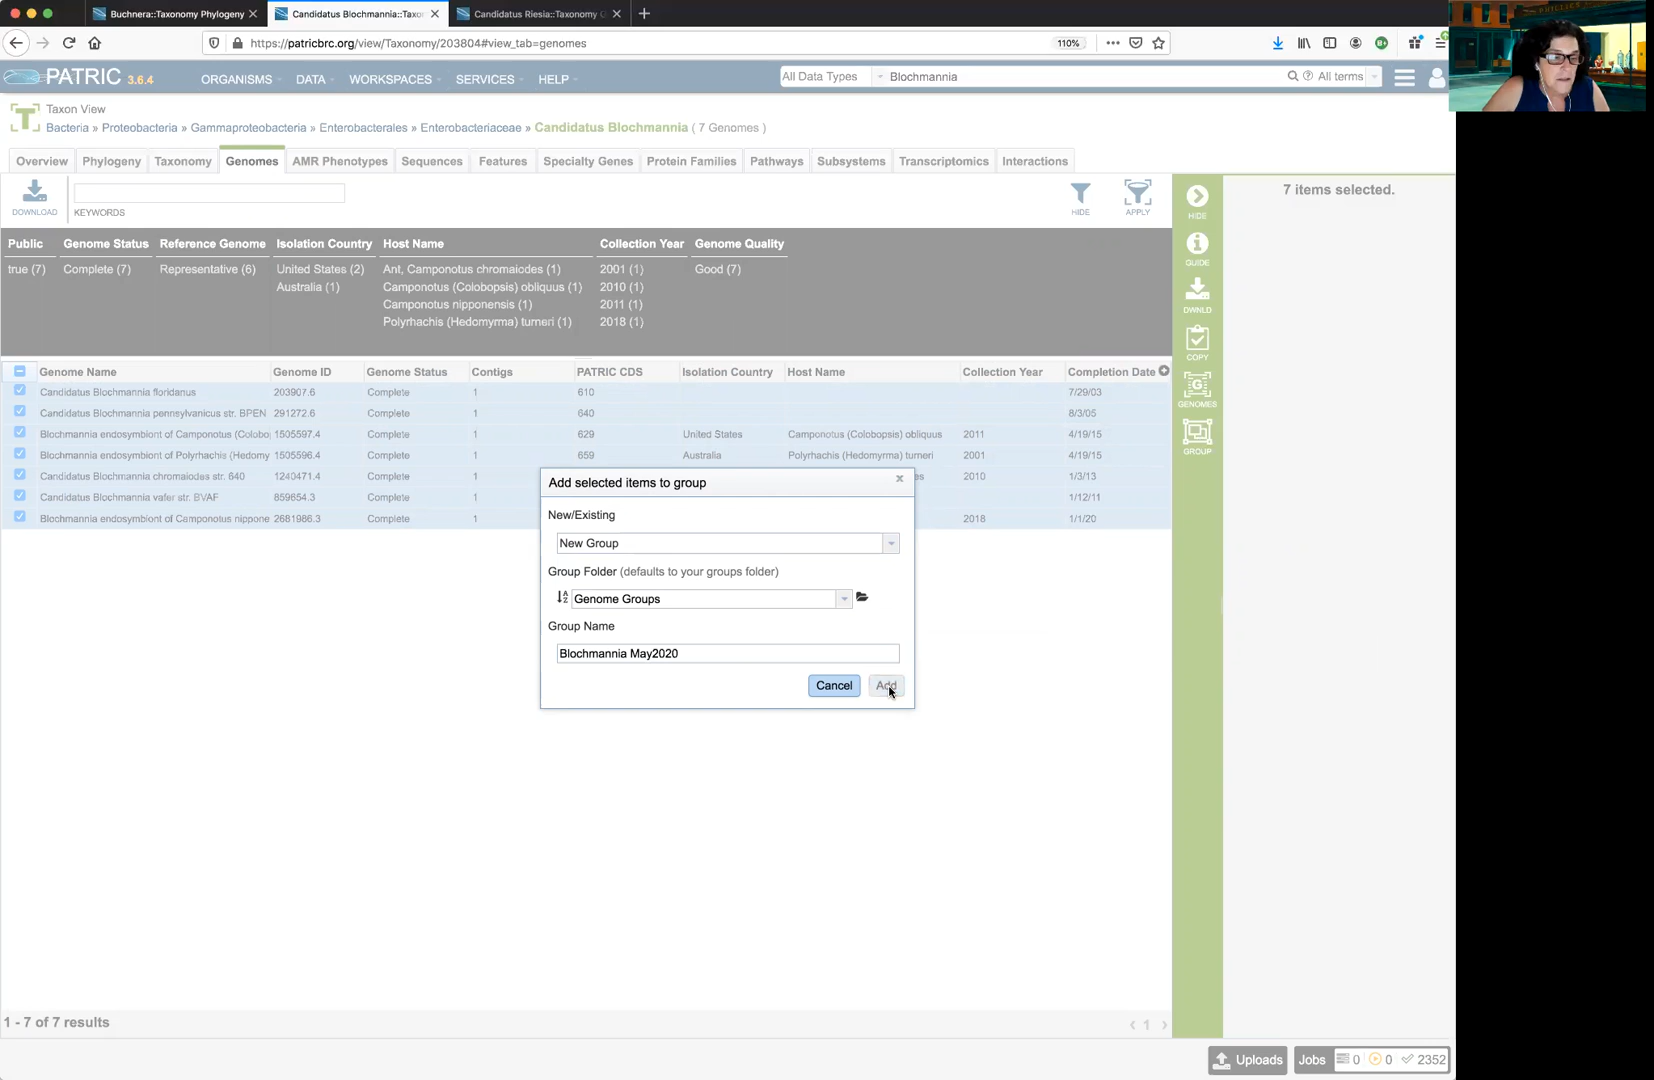 Buchnera::Taxonomy Phylogeny
Candidatus Blochmannia::Taxo
Candidatus Riesia::Taxonomy
https://patricbrc.org/view/Taxonomy/203804#view_tab=genomes
110%
PATRIC 3.6.4
ORGANISMS DATA WORKSPACES SERVICES HELP
All Data Types Blochmannia All terms
Taxon View
Bacteria » Proteobacteria » Gammaproteobacteria » Enterobacterales » Enterobacteriaceae » Candidatus Blochmannia ( 7 Genomes )
Overview Phylogeny Taxonomy Genomes AMR Phenotypes Sequences Features Specialty Genes Protein Families Pathways Subsystems Transcriptomics Interactions
DOWNLOAD
KEYWORDS
HIDE
APPLY
HIDE
GUIDE
DWNLD
COPY
GENOMES
GROUP
7 items selected.
Public Genome Status Reference Genome Isolation Country Host Name Collection Year Genome Quality
true (7) Complete (7) Representative (6) United States (2) Ant, Camponotus chromaiodes (1) 2001 (1) Good (7)
Australia (1) Camponotus (Colobopsis) obliquus (1) 2010 (1)
Camponotus nipponensis (1) 2011 (1)
Polyrhachis (Hedomyrma) turneri (1) 2018 (1)
Genome Name Genome ID Genome Status Contigs PATRIC CDS Isolation Country Host Name Collection Year Completion Date
Candidatus Blochmannia floridanus 203907.6 Complete 1 610 7/29/03
Candidatus Blochmannia pennsylvanicus str. BPEN 291272.6 Complete 1 640 8/3/05
Blochmannia endosymbiont of Camponotus (Colobo 1505597.4 Complete 1 629 United States Camponotus (Colobopsis) obliquus 2011 4/19/15
Blochmannia endosymbiont of Polyrhachis (Hedomy 1505596.4 Complete 1 659 Australia Polyrhachis (Hedomyrma) turneri 2001 4/19/15
Candidatus Blochmannia chromaiodes str. 640 1240471.4 Complete 1 es 2010 1/3/13
Candidatus Blochmannia vafer str. BVAF 859654.3 Complete 1 1/12/11
Blochmannia endosymbiont of Camponotus nippone 2681986.3 Complete 1 2018 1/1/20
Add selected items to group
New/Existing
New Group
Group Folder (defaults to your groups folder)
Genome Groups
Group Name
Blochmannia May2020
Cancel Add
1 - 7 of 7 results
1
Uploads Jobs 0 0 2352